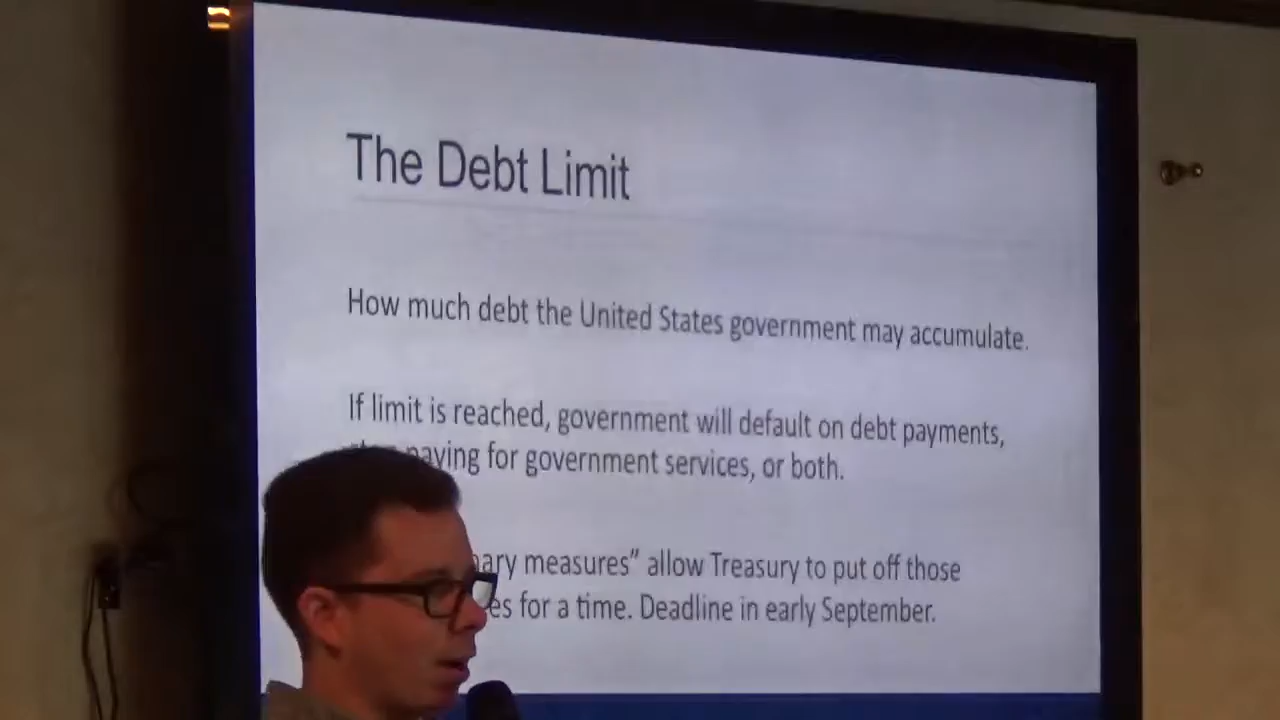 The Debt Limit
How much debt the United States government may accumulate.
If limit is reached, government will default on debt payments,
paying for government services, or both.
measures” allow Treasury to put off those
for a time. Deadline in early September.